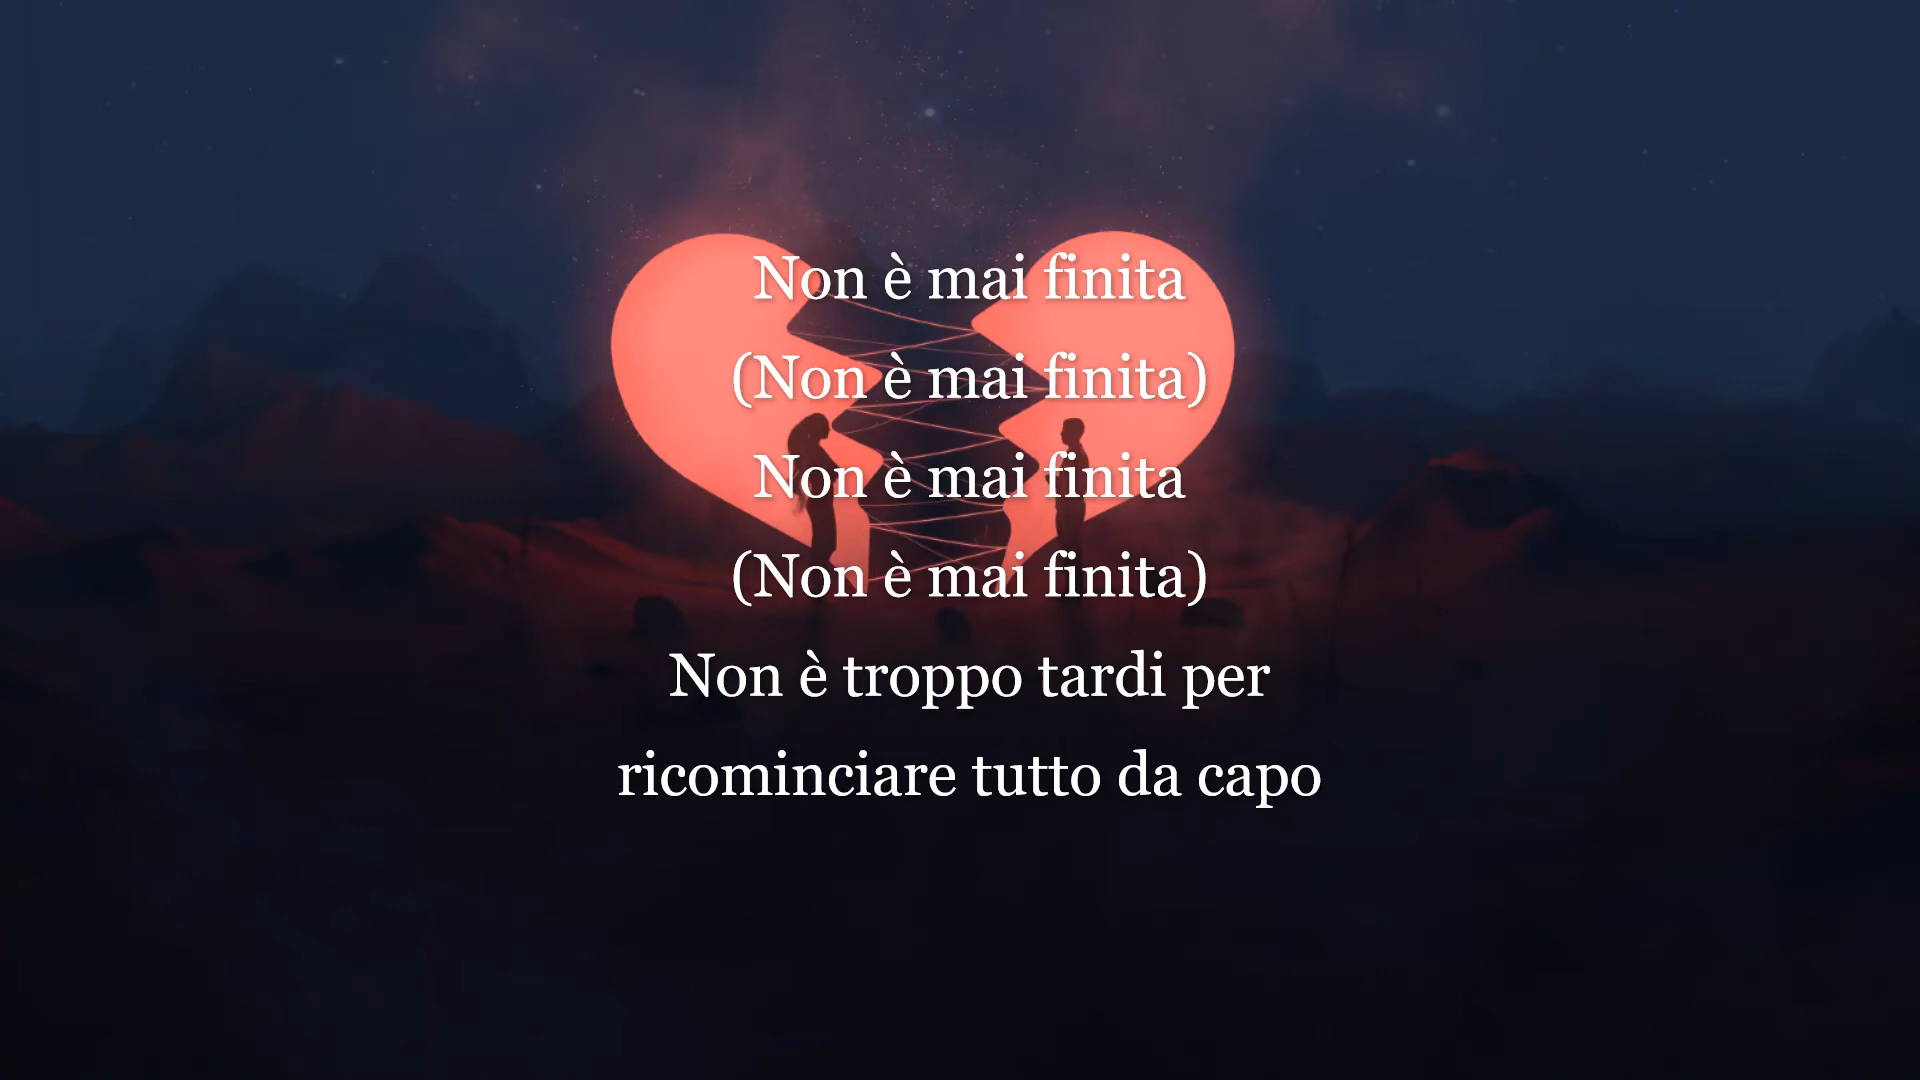 Non è mai finita
(Non è mai finita)
Non è mai finita
(Non è mai finita)
Non è troppo tardi per
ricominciare tutto da capo